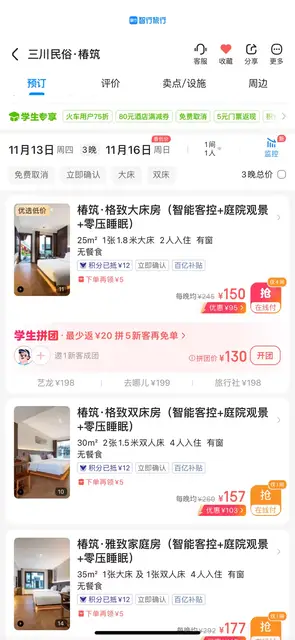 智行旅行
三川民俗·椿筑
客服
收藏
分享
更多
预订
评价
卖点/设施
周边
学生专享
火车用户75折
80元酒店满减券
免费取消
5元门票返现
11月13日 周四
3晚
11月16日 周日
1间
1人
监控
免费取消
立即确认
大床
双床
3晚总价
优选低价
椿筑·格致大床房（智能客控+庭院观景
+零压睡眠）
25m² 1张1.8米大床 2人入住 有窗
无餐食
积分已抵¥12
立即确认
百亿补贴
下单再领¥5
11
每晚均 ¥245 ¥150
优惠 ¥95
抢
在线付
学生拼团·最少返¥20 拼5新客再免单
邀1新客成团
拼团价 ¥130
开团
艺龙¥198
去哪儿¥199
旅行社¥198
椿筑·格致双床房（智能客控+庭院观景
+零压睡眠）
30m² 2张1.5米双人床 4人入住 有窗
无餐食
积分已抵¥12
立即确认
百亿补贴
下单再领¥5
10
每晚均 ¥260 ¥157
优惠 ¥103
抢
在线付
椿筑·雅致家庭房（智能客控+庭院观景
+零压睡眠）
35m² 1张大床 及 1张双人床 4人入住 有窗
无餐食
积分已抵¥12
立即确认
百亿补贴
下单再领¥5
每晚均 ¥292 ¥177
抢